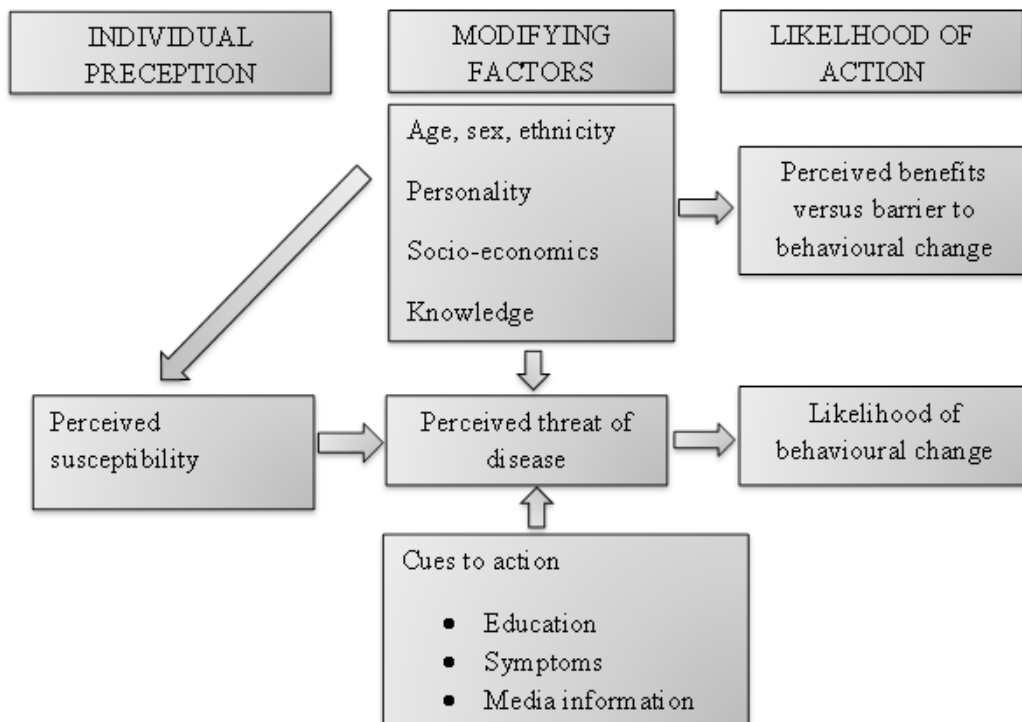 INDIVIDUAL
PRECEPTION
MODIFYING
FACTORS
LIKELHOOD OF
ACTION
Age, sex, ethnicity
Personality
Socio-economics
Knowledge
Perceived benefits
versus barrier to
behavioural change
Perceived
susceptibility
Perceived threat of
disease
Likelihood of
behavioural change
Cues to action
• Education
• Symptoms
• Media information